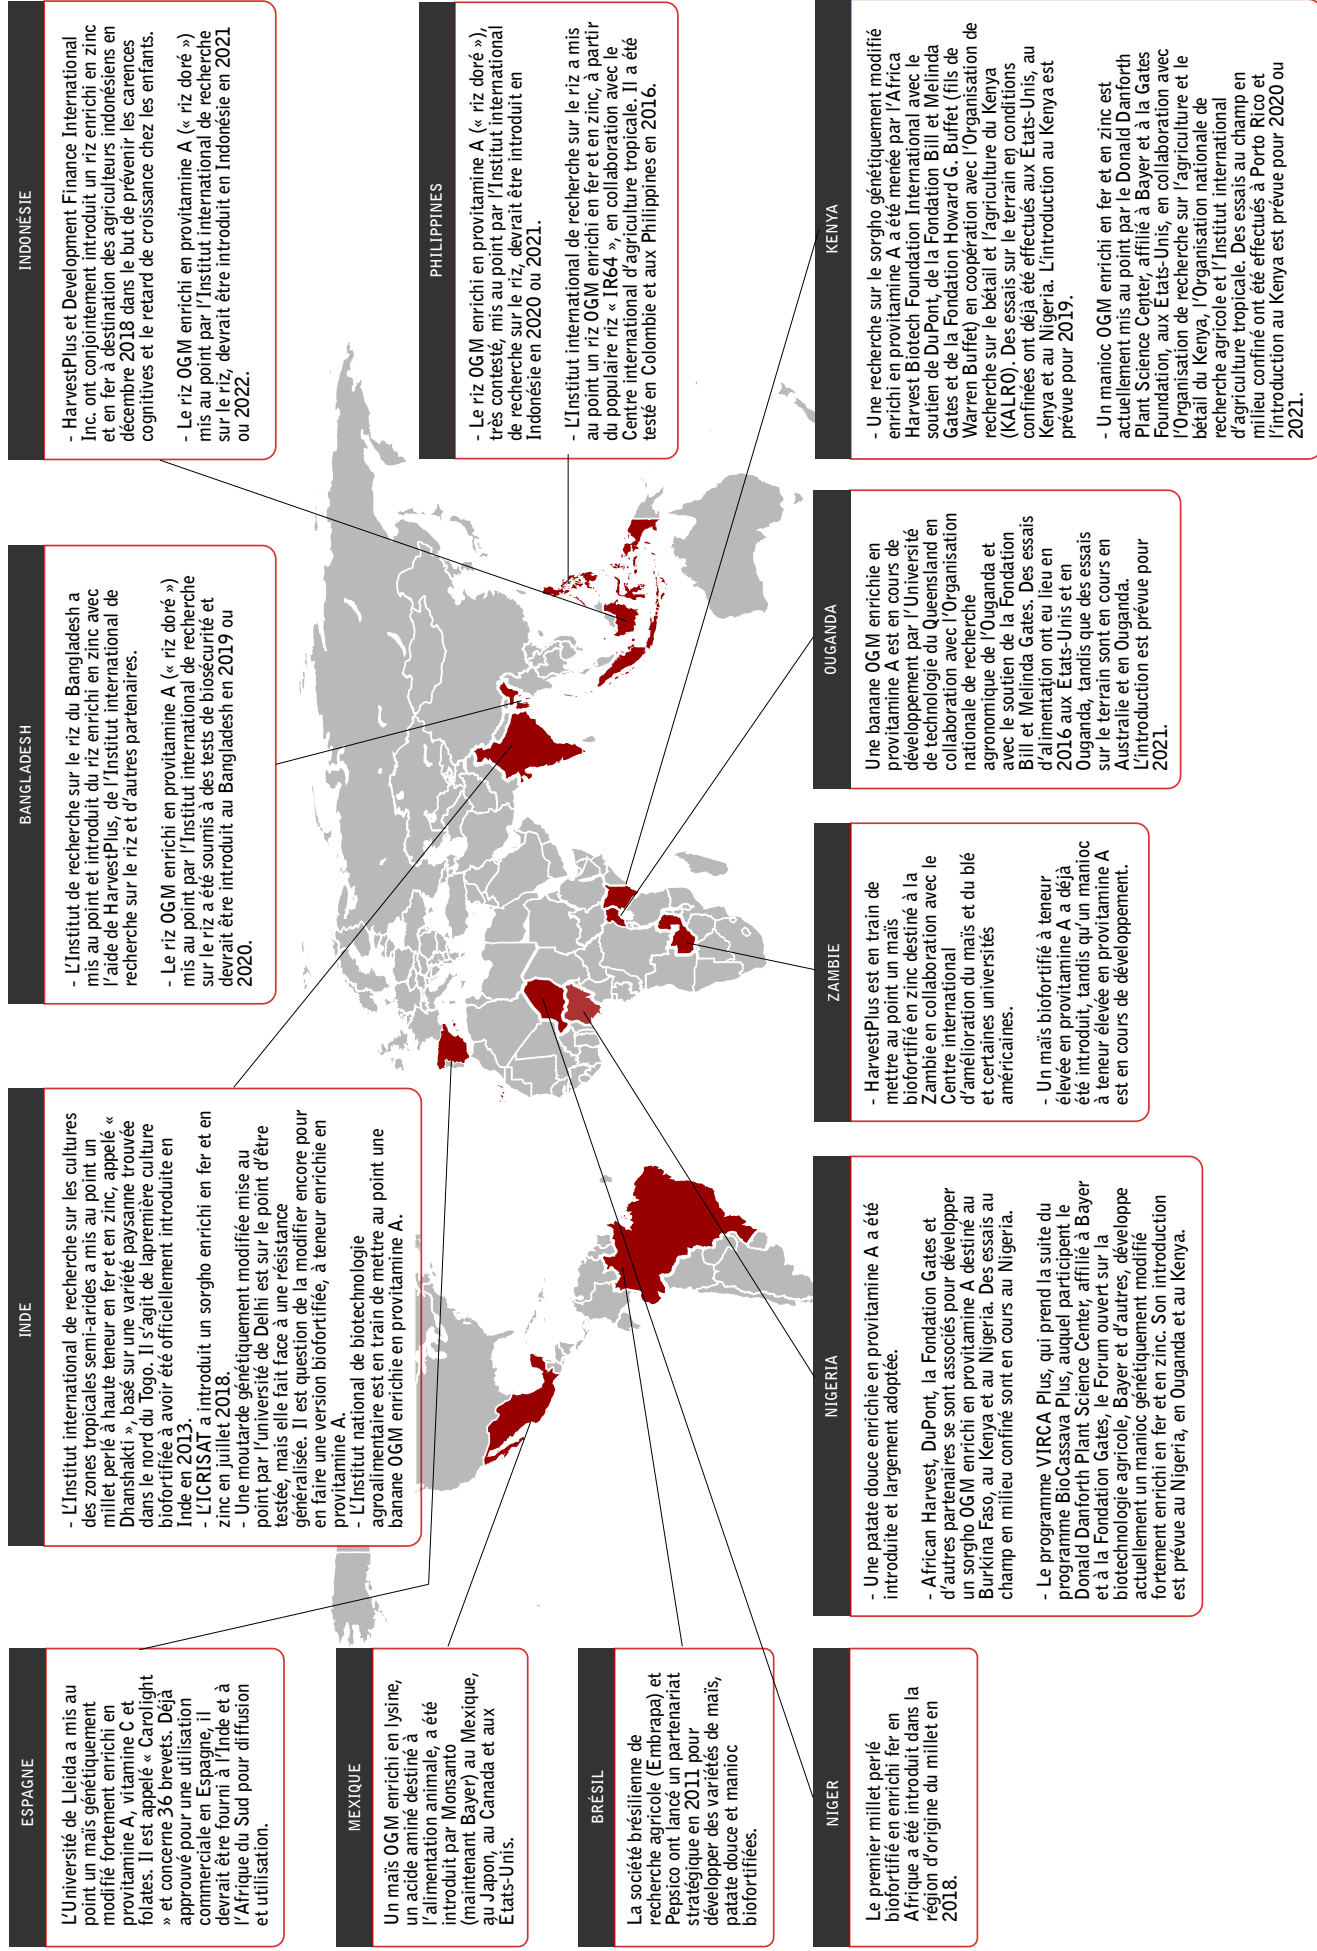 ESPAGNE
L'Université de Lleida a mis au
point un maïs génétiquement
modifié fortement enrichi en
provitamine A, vitamine C et
folates. Il est appelé « Carolight
» et concerne 36 brevets. Déjà
approuvé pour une utilisation
commerciale en Espagne, il
devrait être fourni à l'Inde et à
l'Afrique du Sud pour diffusion
et utilisation.
INDE
- L'Institut international de recherche sur les cultures
des zones tropicales semi-arides a mis au point un
millet perlé à haute teneur en fer et en zinc, appelé «
Dhanshakti », basé sur une variété paysanne trouvée
dans le nord du Togo. Il s'agit de lapremière culture
biofortifiée à avoir été officiellement introduite en
Inde en 2013.
- L'ICRISAT a introduit un sorgho enrichi en fer et en
zinc en juillet 2018.
- Une moutarde génétiquement modifiée mise au
point par l'université de Delhi est sur le point d'être
testée, mais elle fait face à une résistance
généralisée. Il est question de la modifier encore pour
en faire une version biofortifiée, à teneur enrichie en
provitamine A.
- L'Institut national de biotechnologie
agroalimentaire est en train de mettre au point une
banane OGM enrichie en provitamine A.
BANGLADESH
- L'Institut de recherche sur le riz du Bangladesh a
mis au point et introduit du riz enrichi en zinc avec
l'aide de HarvestPlus, de l'Institut international de
recherche sur le riz et d'autres partenaires.
- Le riz OGM enrichi en provitamine A (« riz doré »)
mis au point par l'Institut international de recherche
sur le riz a été soumis à des tests de biosécurité et
devrait être introduit au Bangladesh en 2019 ou
2020.
INDONÉSIE
- HarvestPlus et Development Finance International
Inc. ont conjointement introduit un riz enrichi en zinc
et en fer à destination des agriculteurs indonésiens en
décembre 2018 dans le but de prévenir les carences
cognitives et le retard de croissance chez les enfants.
- Le riz OGM enrichi en provitamine A (« riz doré »)
mis au point par l'Institut international de recherche
sur le riz, devrait être introduit en Indonésie en 2021
ou 2022.
MEXIQUE
Un maïs OGM enrichi en lysine,
un acide aminé destiné à
l'alimentation animale, a été
introduit par Monsanto
(maintenant Bayer) au Mexique,
au Japon, au Canada et aux
Etats-Unis.
PHILIPPINES
- Le riz OGM enrichi en provitamine A (« riz doré »),
très contesté, mis au point par l'Institut international
de recherche sur le riz, devrait être introduit en
Indonésie en 2020 ou 2021.
- L'Institut international de recherche sur le riz a mis
au point un riz OGM enrichi en fer et en zinc, à partir
du populaire riz « IR64 », en collaboration avec le
Centre international d'agriculture tropicale. Il a été
testé en Colombie et aux Philippines en 2016.
BRÉSIL
La société brésilienne de
recherche agricole (Embrapa) et
Pepsico ont lancé un partenariat
stratégique en 2011 pour
développer des variétés de maïs,
patate douce et manioc
biofortifiées.
NIGER
Le premier millet perlé
biofortifié en enrichi fer en
Afrique a été introduit dans la
région d'origine du millet en
2018.
NIGERIA
- Une patate douce enrichie en provitamine A a été
introduite et largement adoptée.
- African Harvest, DuPont, la Fondation Gates et
d'autres partenaires se sont associés pour développer
un sorgho OGM enrichi en provitamine A destiné au
Burkina Faso, au Kenya et au Nigeria. Des essais au
champ en milieu confiné sont en cours au Nigeria.
- Le programme VIRCA Plus, qui prend la suite du
programme BioCassava Plus, auquel participent le
Donald Danforth Plant Science Center, affilié à Bayer
et à la Fondation Gates, le Forum ouvert sur la
biotechnologie agricole, Bayer et d'autres, développe
actuellement un manioc génétiquement modifié
fortement enrichi en fer et en zinc. Son introduction
est prévue au Nigeria, en Ouganda et au Kenya.
ZAMBIE
- HarvestPlus est en train de
mettre au point un maïs
biofortifié en zinc destiné à la
Zambie en collaboration avec le
Centre international
d'amélioration du maïs et du blé
et certaines universités
américaines.
- Un maïs biofortifié à teneur
élevée en provitamine A a déjà
été introduit, tandis qu'un manioc
à teneur élevée en provitamine A
est en cours de développement.
OUGANDA
Une banane OGM enrichie en
provitamine A est en cours de
développement par l'Université
de technologie du Queensland en
collaboration avec l'Organisation
nationale de recherche
agronomique de l'Ouganda et
avec le soutien de la Fondation
Bill et Melinda Gates. Des essais
d'alimentation ont eu lieu en
2016 aux Etats-Unis et en
Ouganda, tandis que des essais
sur le terrain sont en cours en
Australie et en Ouganda.
L'introduction est prévue pour
2021.
KENYA
- Une recherche sur le sorgho génétiquement modifié
enrichi en provitamine A a été menée par l'Africa
Harvest Biotech Foundation International avec le
soutien de DuPont, de la Fondation Bill et Melinda
Gates et de la Fondation Howard G. Buffet (fils de
Warren Buffet) en coopération avec l'Organisation de
recherche sur le bétail et l'agriculture du Kenya
(KALRO). Des essais sur le terrain en conditions
confinées ont déjà été effectués aux États-Unis, au
Kenya et au Nigeria. L'introduction au Kenya est
prévue pour 2019.
- Un manioc OGM enrichi en fer et en zinc est
actuellement mis au point par le Donald Danforth
Plant Science Center, affilié à Bayer et à la Gates
Foundation, aux Etats-Unis, en collaboration avec
l'Organisation de recherche sur l'agriculture et le
bétail du Kenya, l'Organisation nationale de
recherche agricole et l'Institut international
d'agriculture tropicale. Des essais au champ en
milieu confiné ont été effectués à Porto Rico et
l'introduction au Kenya est prévue pour 2020 ou
2021.